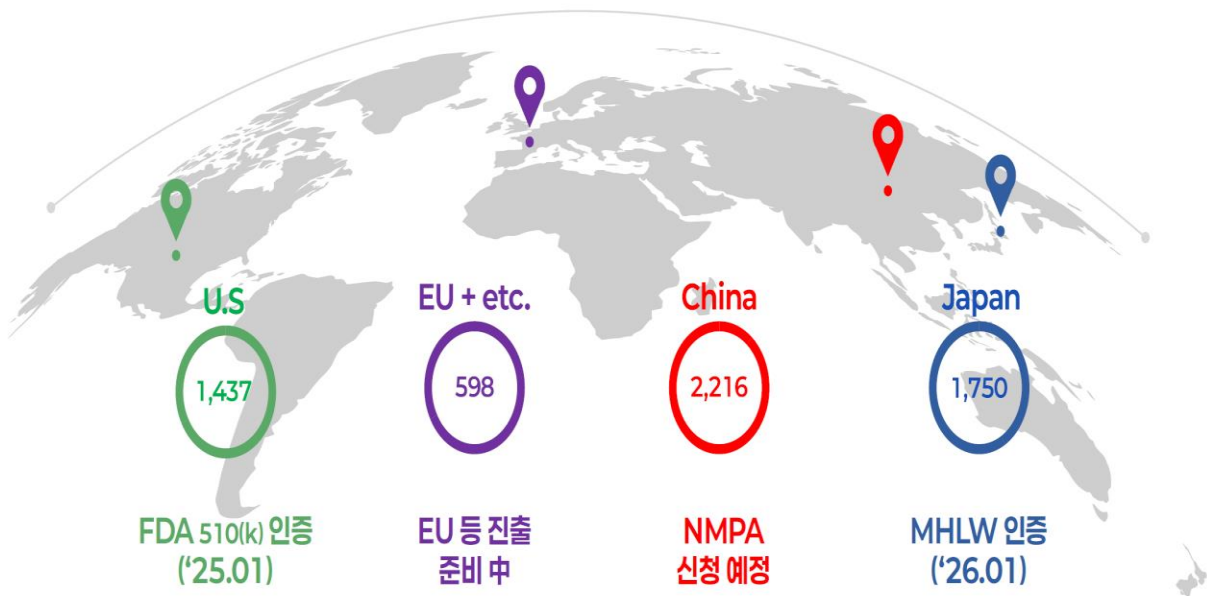 U.S
EU + etc.
China
Japan
1,437
598
2,216
1,750
FDA 510(k) 인증
('25.01)
EU 등 진출
준비 中
NMPA
신청 예정
MHLW 인증
('26.01)